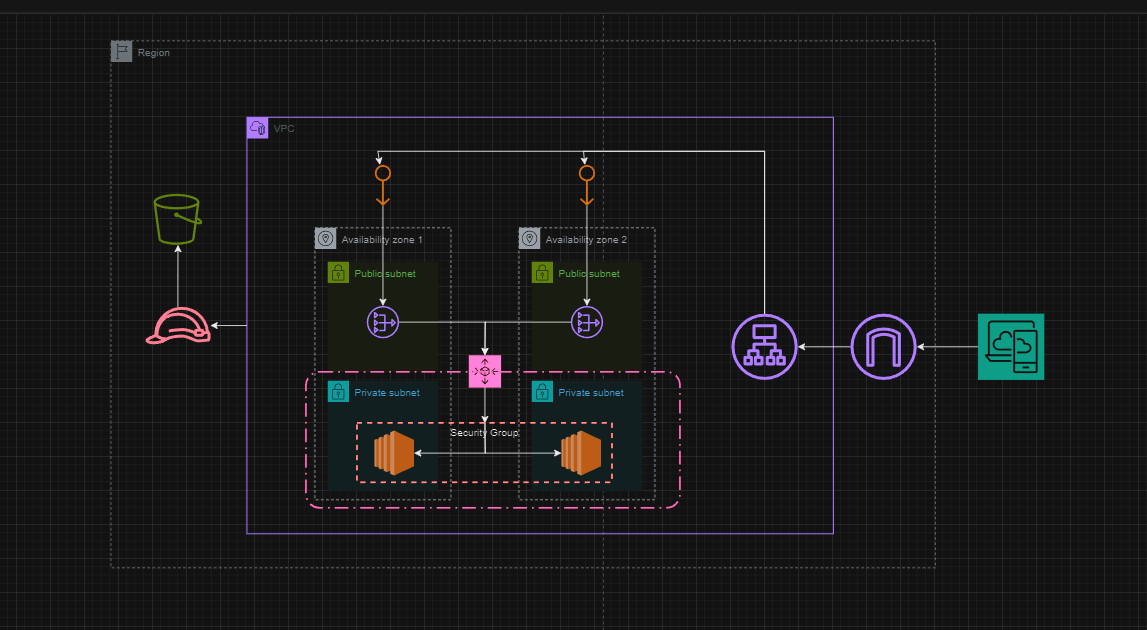 Region
VPC
Availability zone 1
Availability zone 2
Public subnet
Public subnet
Private subnet
Private subnet
Security Group